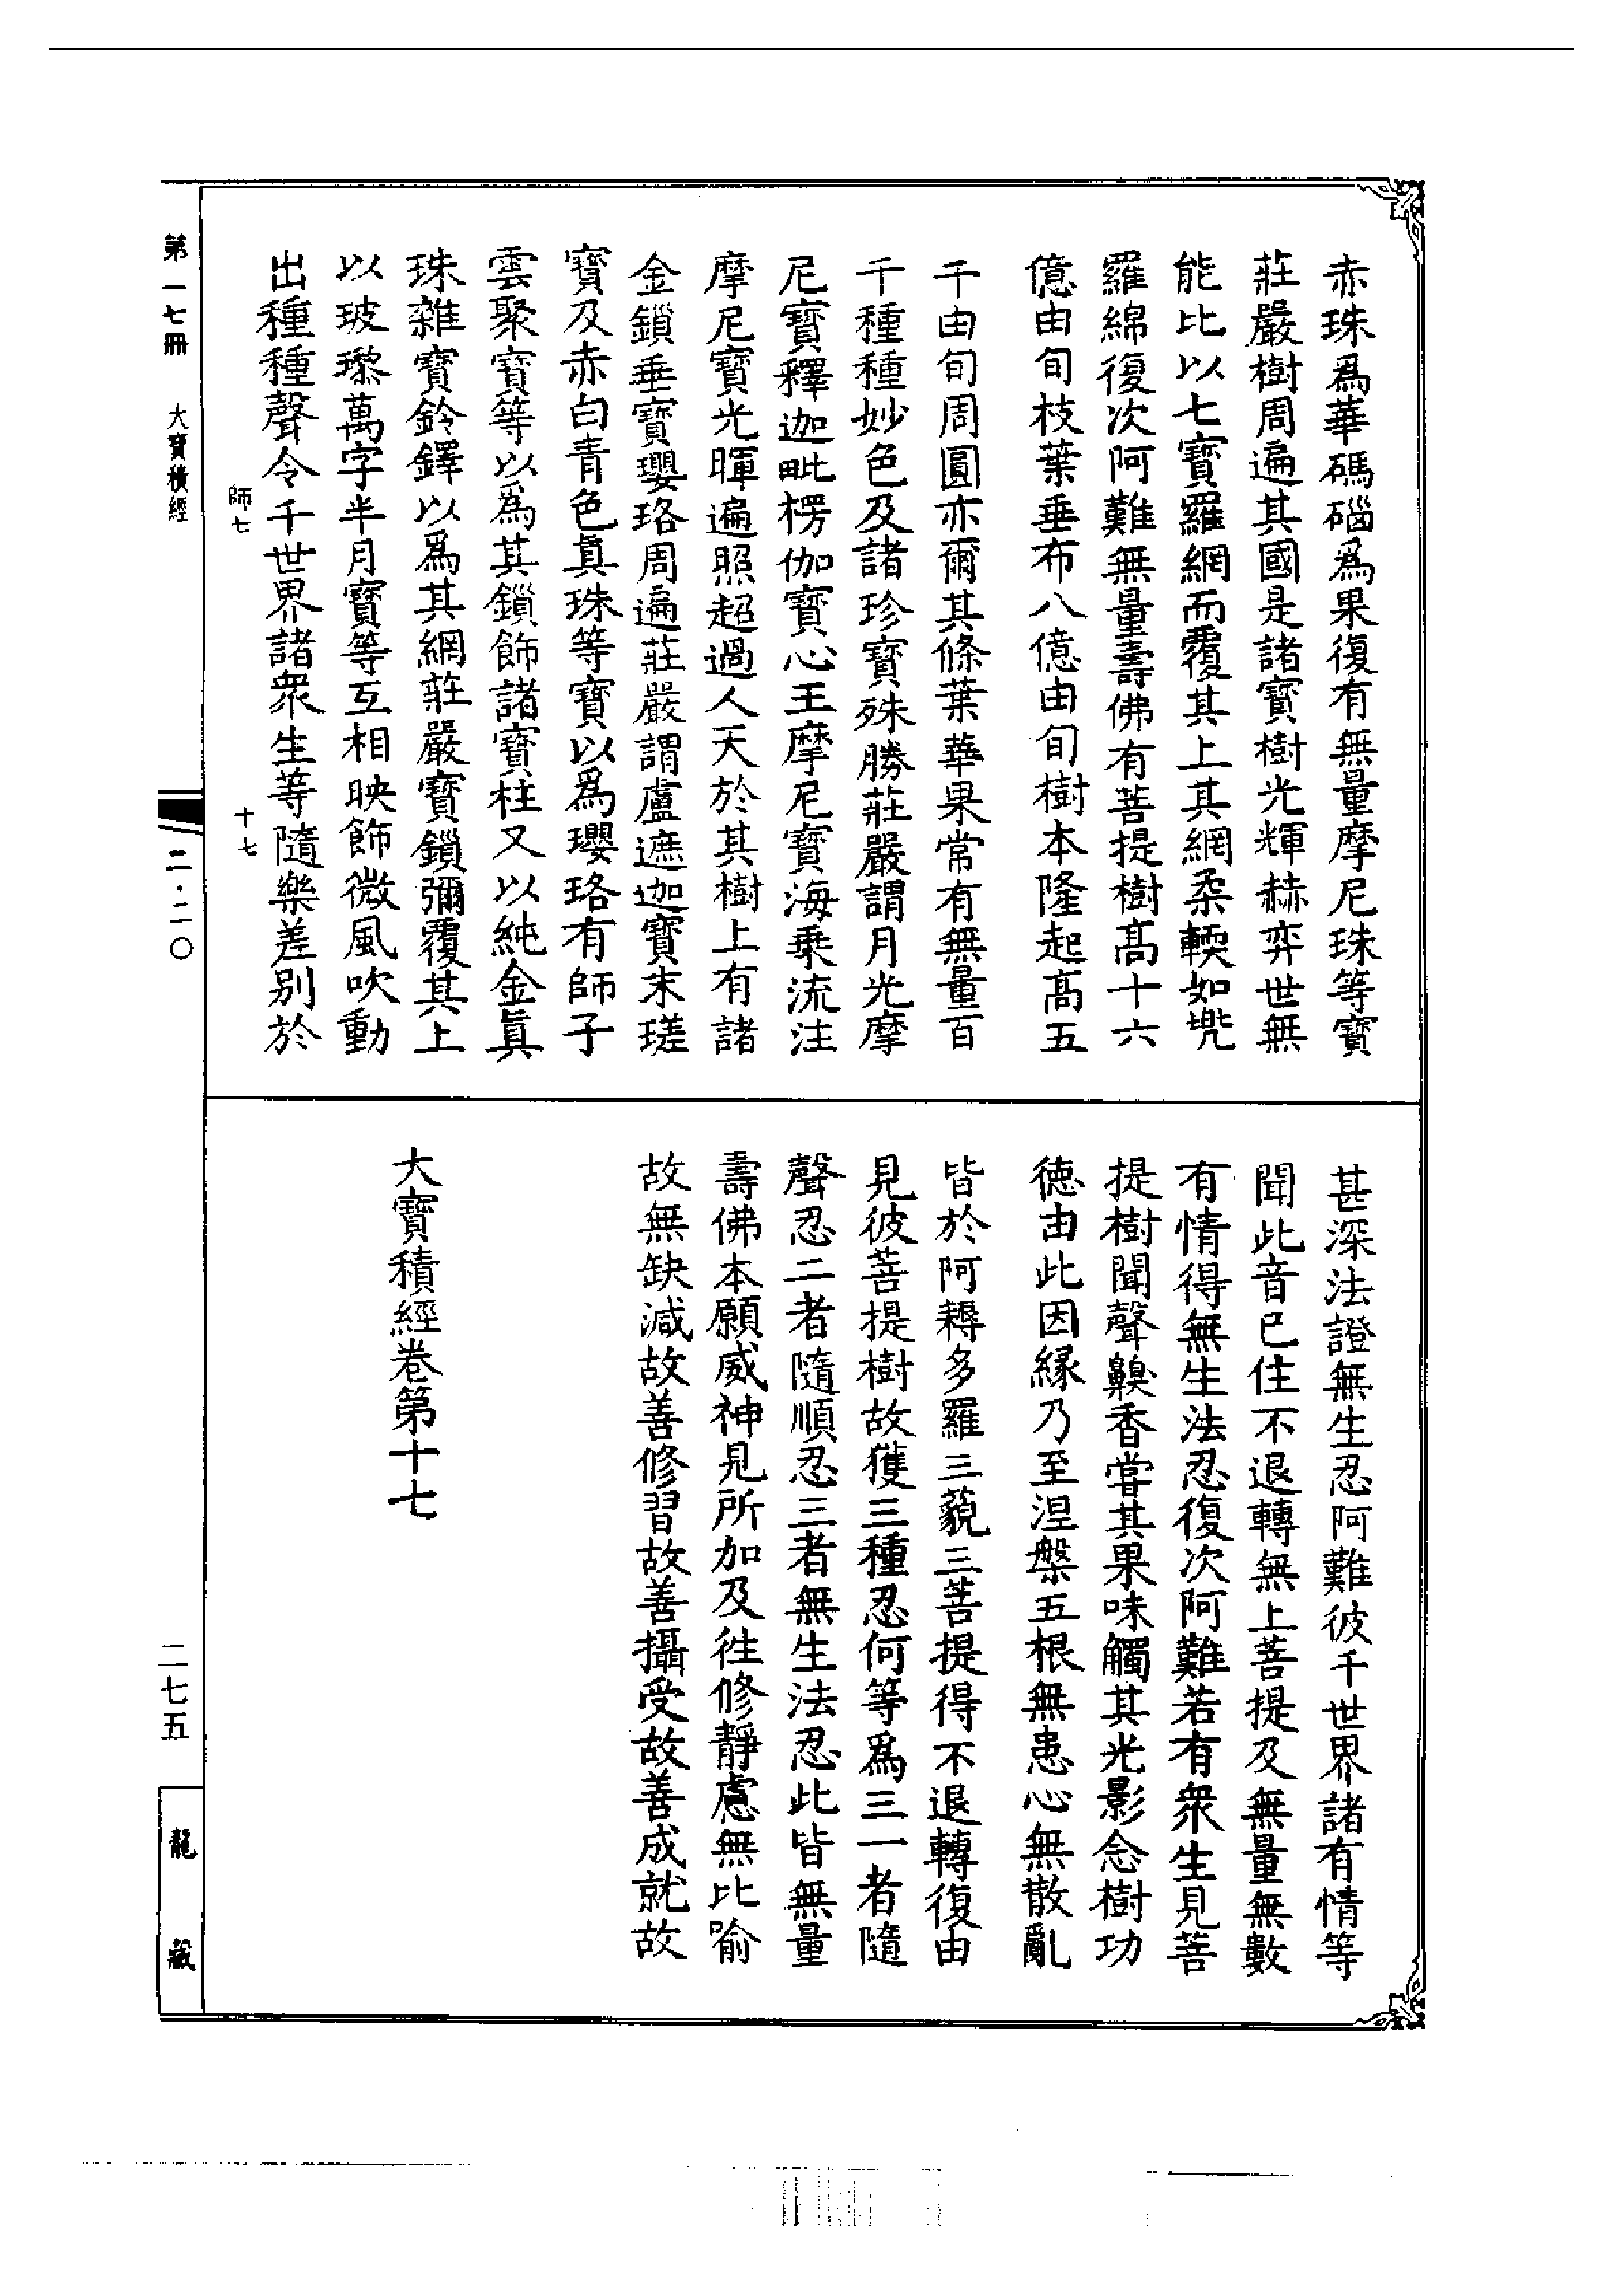 赤珠爲華碼碯爲果復有無量摩尼珠等寶
莊嚴樹周遍其國是諸寶樹光輝赫弈世無
能比以七寶羅網而覆其上其網柔輭如兠
羅綿復次阿難無量壽佛有菩提樹高十六
億由旬枝葉垂布八億由旬樹本隆起高五
千由旬周圓亦爾其條葉華果常有無量百
千種種妙色及諸珍寶殊勝莊嚴謂月光摩
尼寶釋迦毗楞伽寶心王摩尼寶海乗流注
摩尼寶光暉遍照超過人天於其樹上有諸
金鎖垂寶瓔珞周遍莊嚴謂盧遮迦寶末瑳
寶及赤白青色真珠等寶以爲瓔珞有師子
雲聚寶等以爲其鎖飾諸寶柱又以純金真
珠雜寶鈴鐸以爲其網莊嚴寶鎖彌覆其上
以玻瓈萬字半月寶等互相映飾微風吹動
出種種聲令千世界諸衆生等隨樂差别於
甚深法證無生忍阿難彼千世界諸有情等
聞此音已住不退轉無上菩提及無量無數
有情得無生法忍復次阿難若有衆生見菩
提樹聞聲齅香嘗其果味觸其光影念樹功
德由此因緣乃至涅槃五根無患心無散亂
皆於阿耨多羅三藐三菩提得不退轉復由
見彼菩提樹故獲三種忍何等爲三一者隨
聲忍二者隨順忍三者無生法忍此皆無量
壽佛本願威神見所加及往修靜慮無比喻
故無缺減故善修習故善攝受故善成就故
大寶積經卷第十七
師七
十七
第一七冊 大寶積經
二·二〇
二七五
龍藏